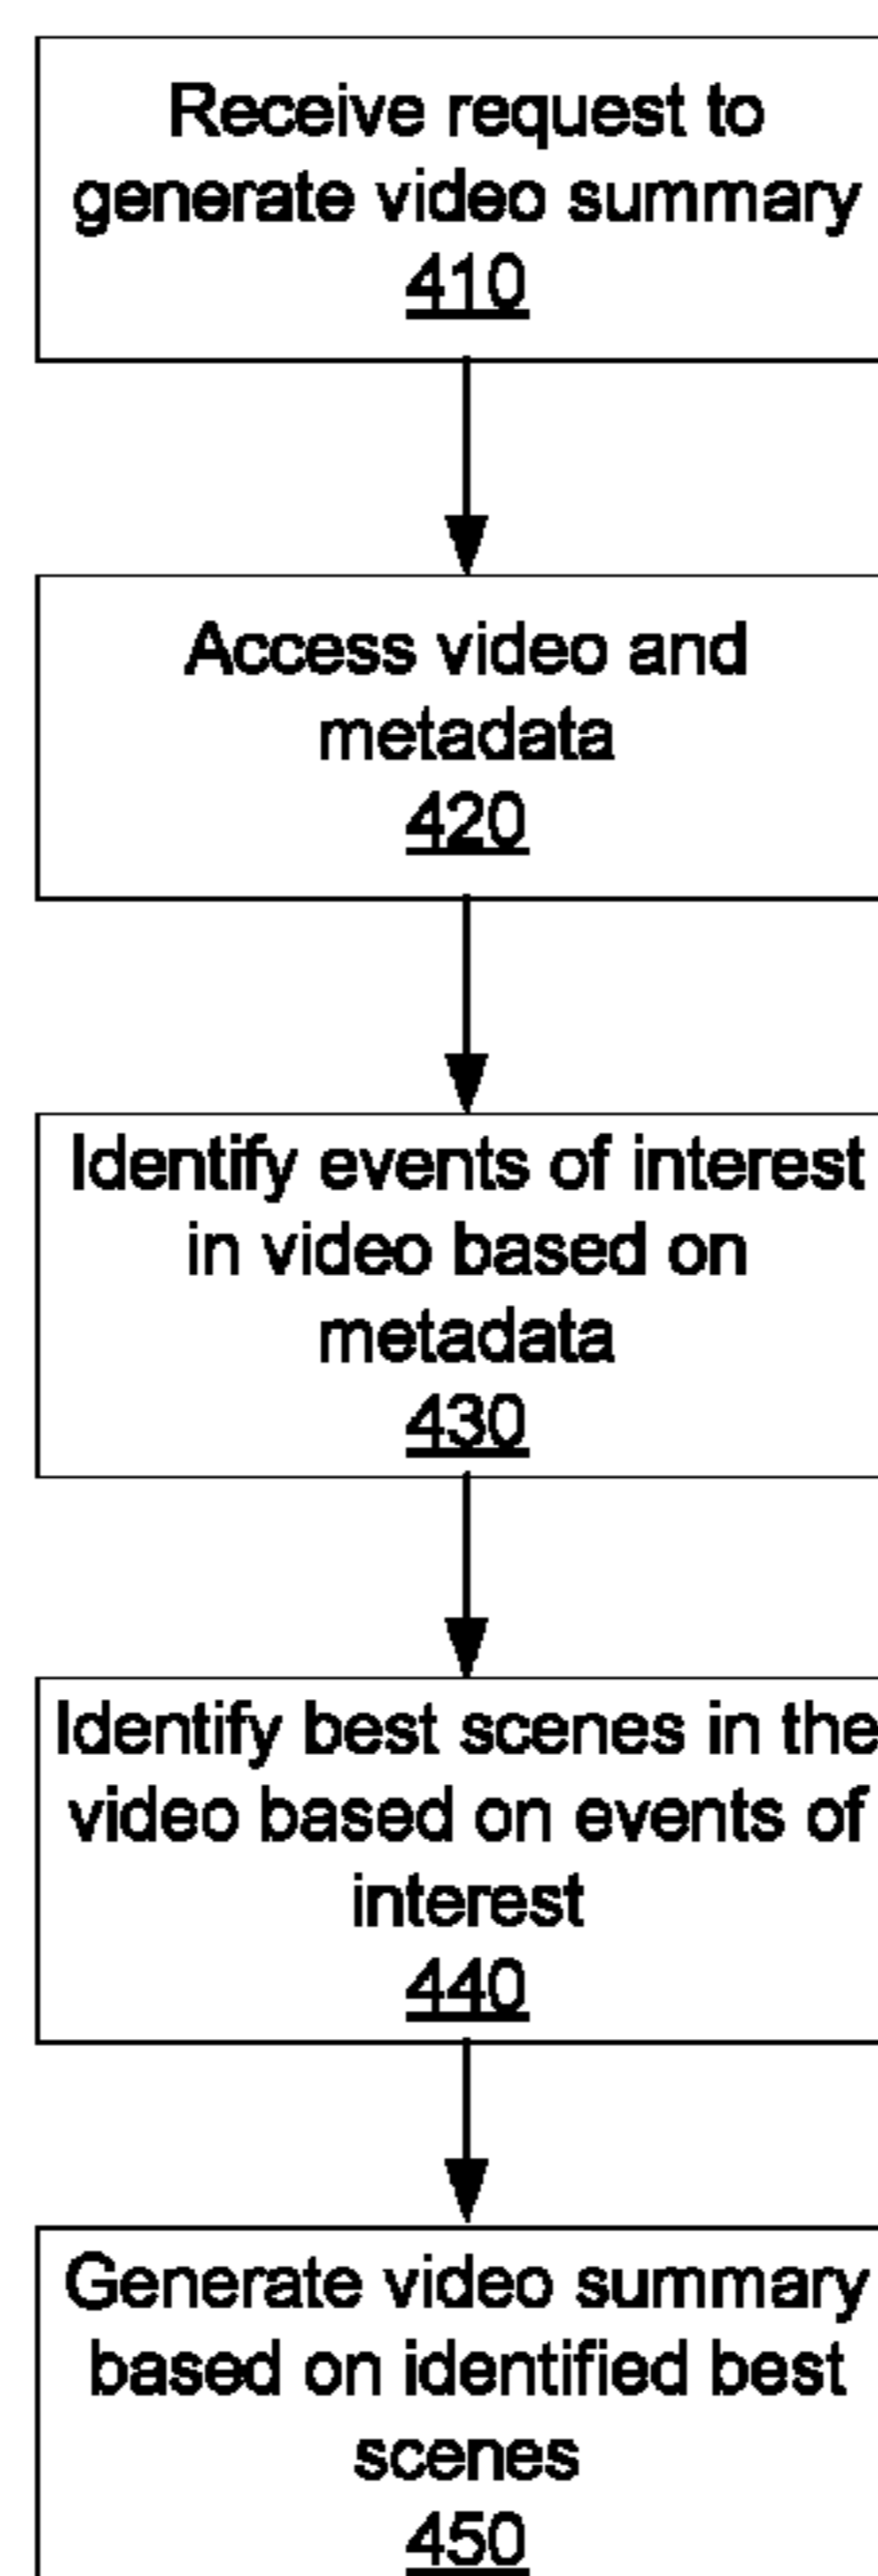 Receive request to
generate video summary
410
Access video and
metadata
420
Identify events of interest
in video based on
metadata
430
Identify best scenes in the
video based on events of
interest
440
Generate video summary
based on identified best
scenes
450